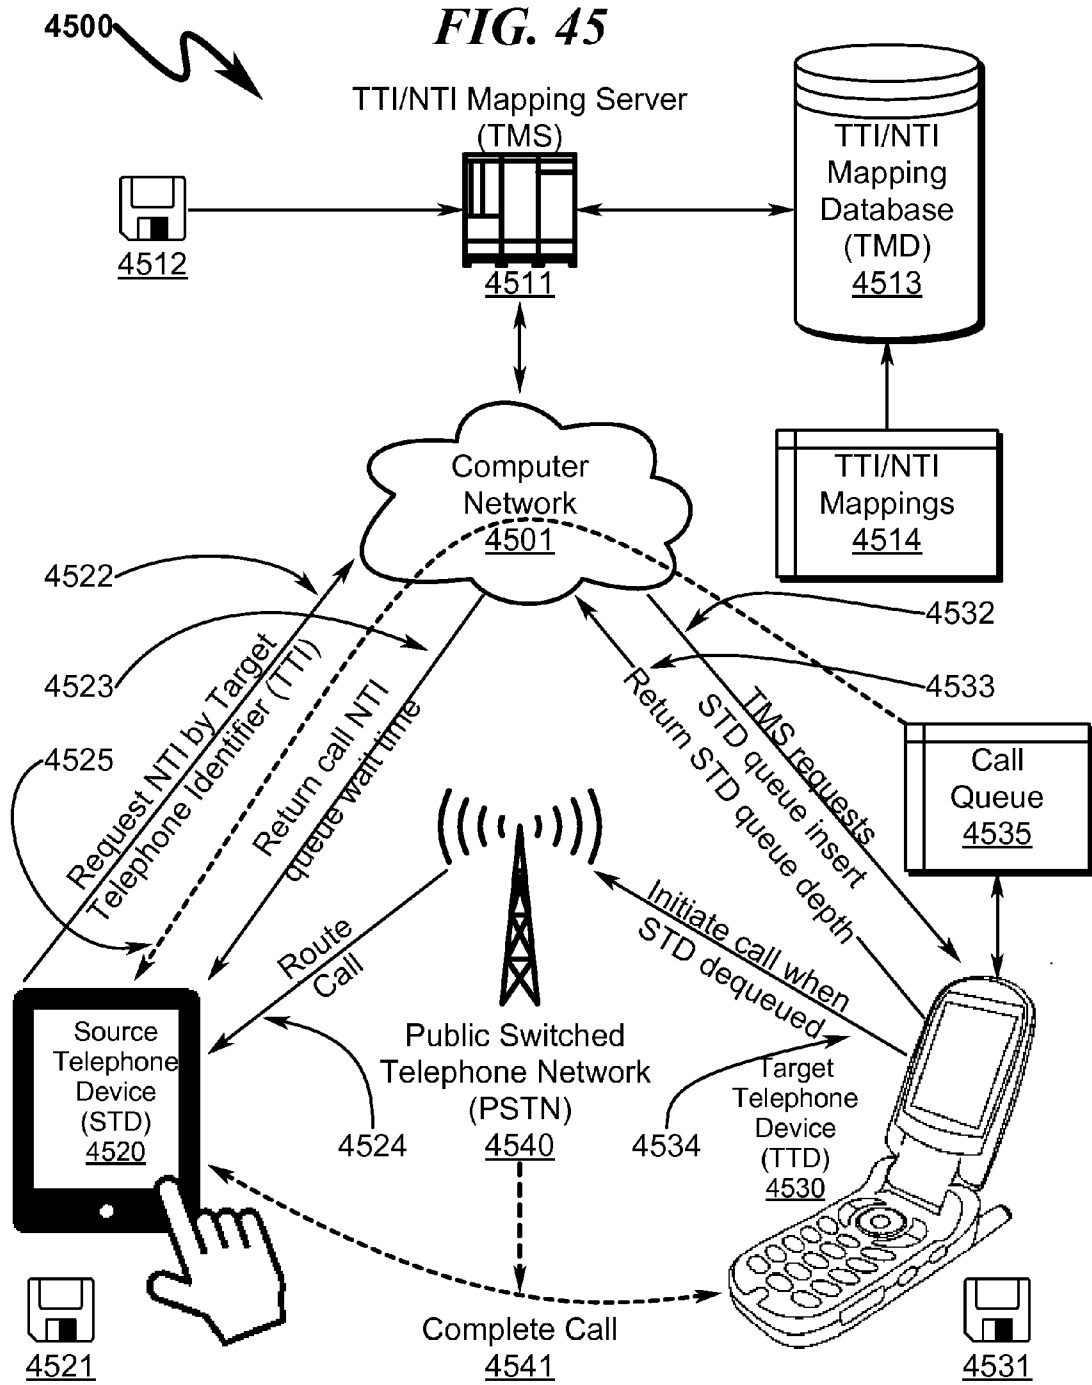 FIG. 45
4500
TTI/NTI Mapping Server
(TMS)
4511
4512
TTI/NTI
Mapping
Database
(TMD)
4513
TTI/NTI
Mappings
4514
Computer
Network
4501
4522
4523
4525
4532
4533
Request NTI by Target
Telephone Identifier (TTI)
Return call NTI
queue wait time
TMS requests
STD queue insert
Return STD queue depth
Call
Queue
4535
Initiate call when
STD dequeued
Route
Call
Source
Telephone
Device
(STD)
4520
Public Switched
Telephone Network
(PSTN)
4540
4524
4534
Target
Telephone
Device
(TTD)
4530
Complete Call
4541
4521
4531